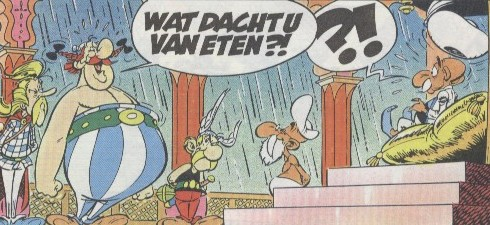 WAT DACHT U
VAN ETEN?!
?!